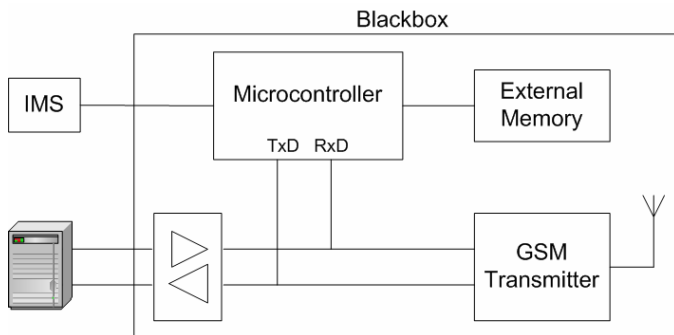 Blackbox
IMS
Microcontroller
TxD RxD
External
Memory
GSM
Transmitter